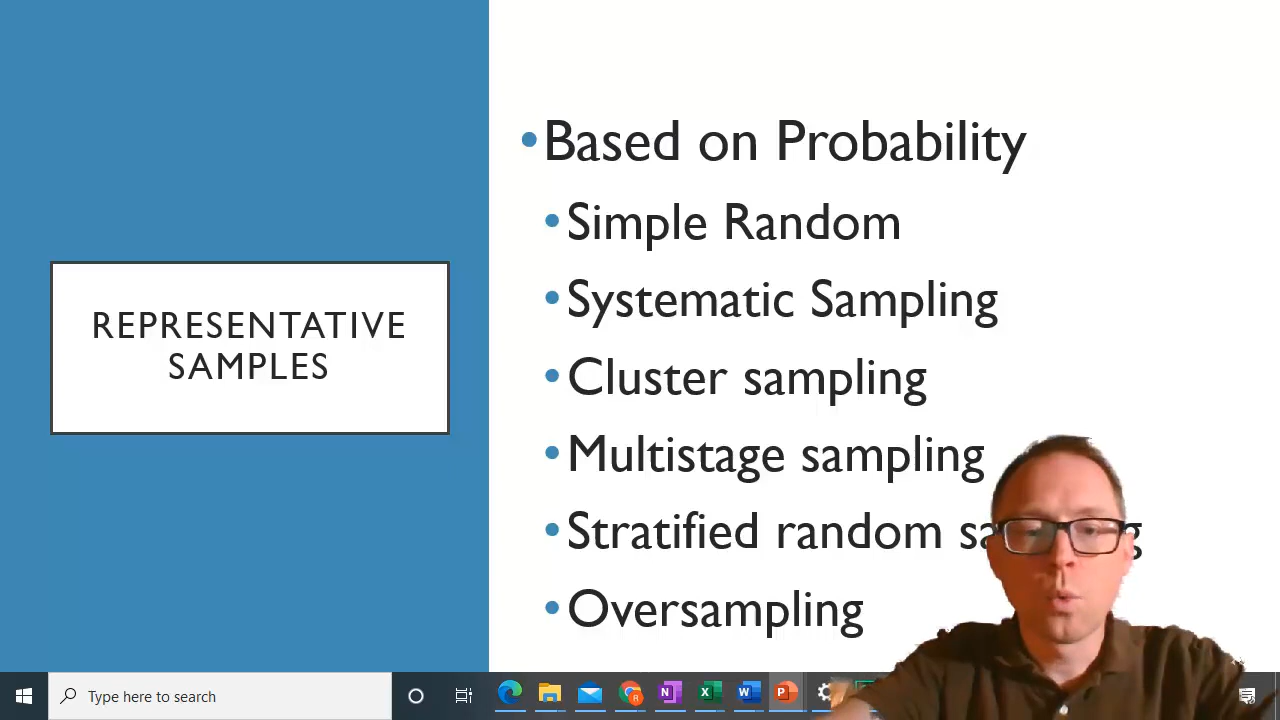 REPRESENTATIVE
SAMPLES
•Based on Probability
•Simple Random
•Systematic Sampling
•Cluster sampling
•Multistage sampling
•Stratified random
•Oversampling
Type here to search